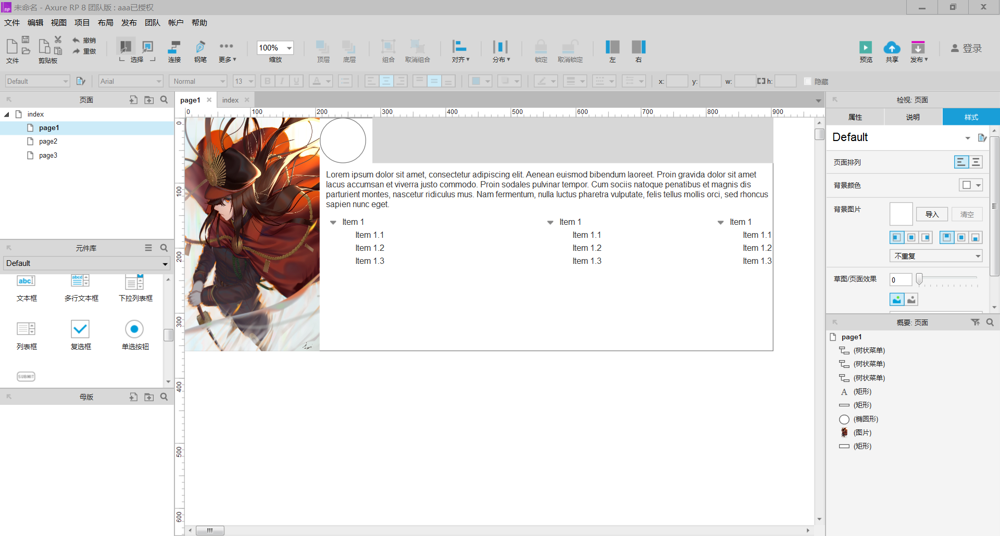 未命名 - Axure RP 8 团队版 : aaa已授权
文件 编辑 视图 项目 布局 发布 团队 帐户 帮助
撤销
重做
文件 剪贴板 选择 连接 钢笔 更多 100% 缩放 顶层 底层 组合 取消组合 对齐 分布 锁定 取消锁定 左 右 预览 共享 发布 登录
Default Arial Normal 13 B I U A x: y: w: h: 隐藏
页面
index
page1
page2
page3
元件库
Default
文本框 多行文本框 下拉列表框
列表框 复选框 单选按钮
SUBMIT
母版
page1 index
0 100 200 300 400 500 600 700 800 900
0
100
200
300
400
500
600
Lorem ipsum dolor sit amet, consectetur adipiscing elit. Aenean euismod bibendum laoreet. Proin gravida dolor sit amet
lacus accumsan et viverra justo commodo. Proin sodales pulvinar tempor. Cum sociis natoque penatibus et magnis dis
parturient montes, nascetur ridiculus mus. Nam fermentum, nulla luctus pharetra vulputate, felis tellus mollis orci, sed rhoncus
sapien nunc eget.
Item 1 Item 1 Item 1
Item 1.1 Item 1.1 Item 1.1
Item 1.2 Item 1.2 Item 1.2
Item 1.3 Item 1.3 Item 1.3
检视: 页面
属性 说明 样式
Default
页面排列
背景颜色
背景图片 导入 清空
不重复
草图/页面效果 0
概要: 页面
page1
(树状菜单)
(树状菜单)
(树状菜单)
A (矩形)
(矩形)
(椭圆形)
(图片)
(矩形)